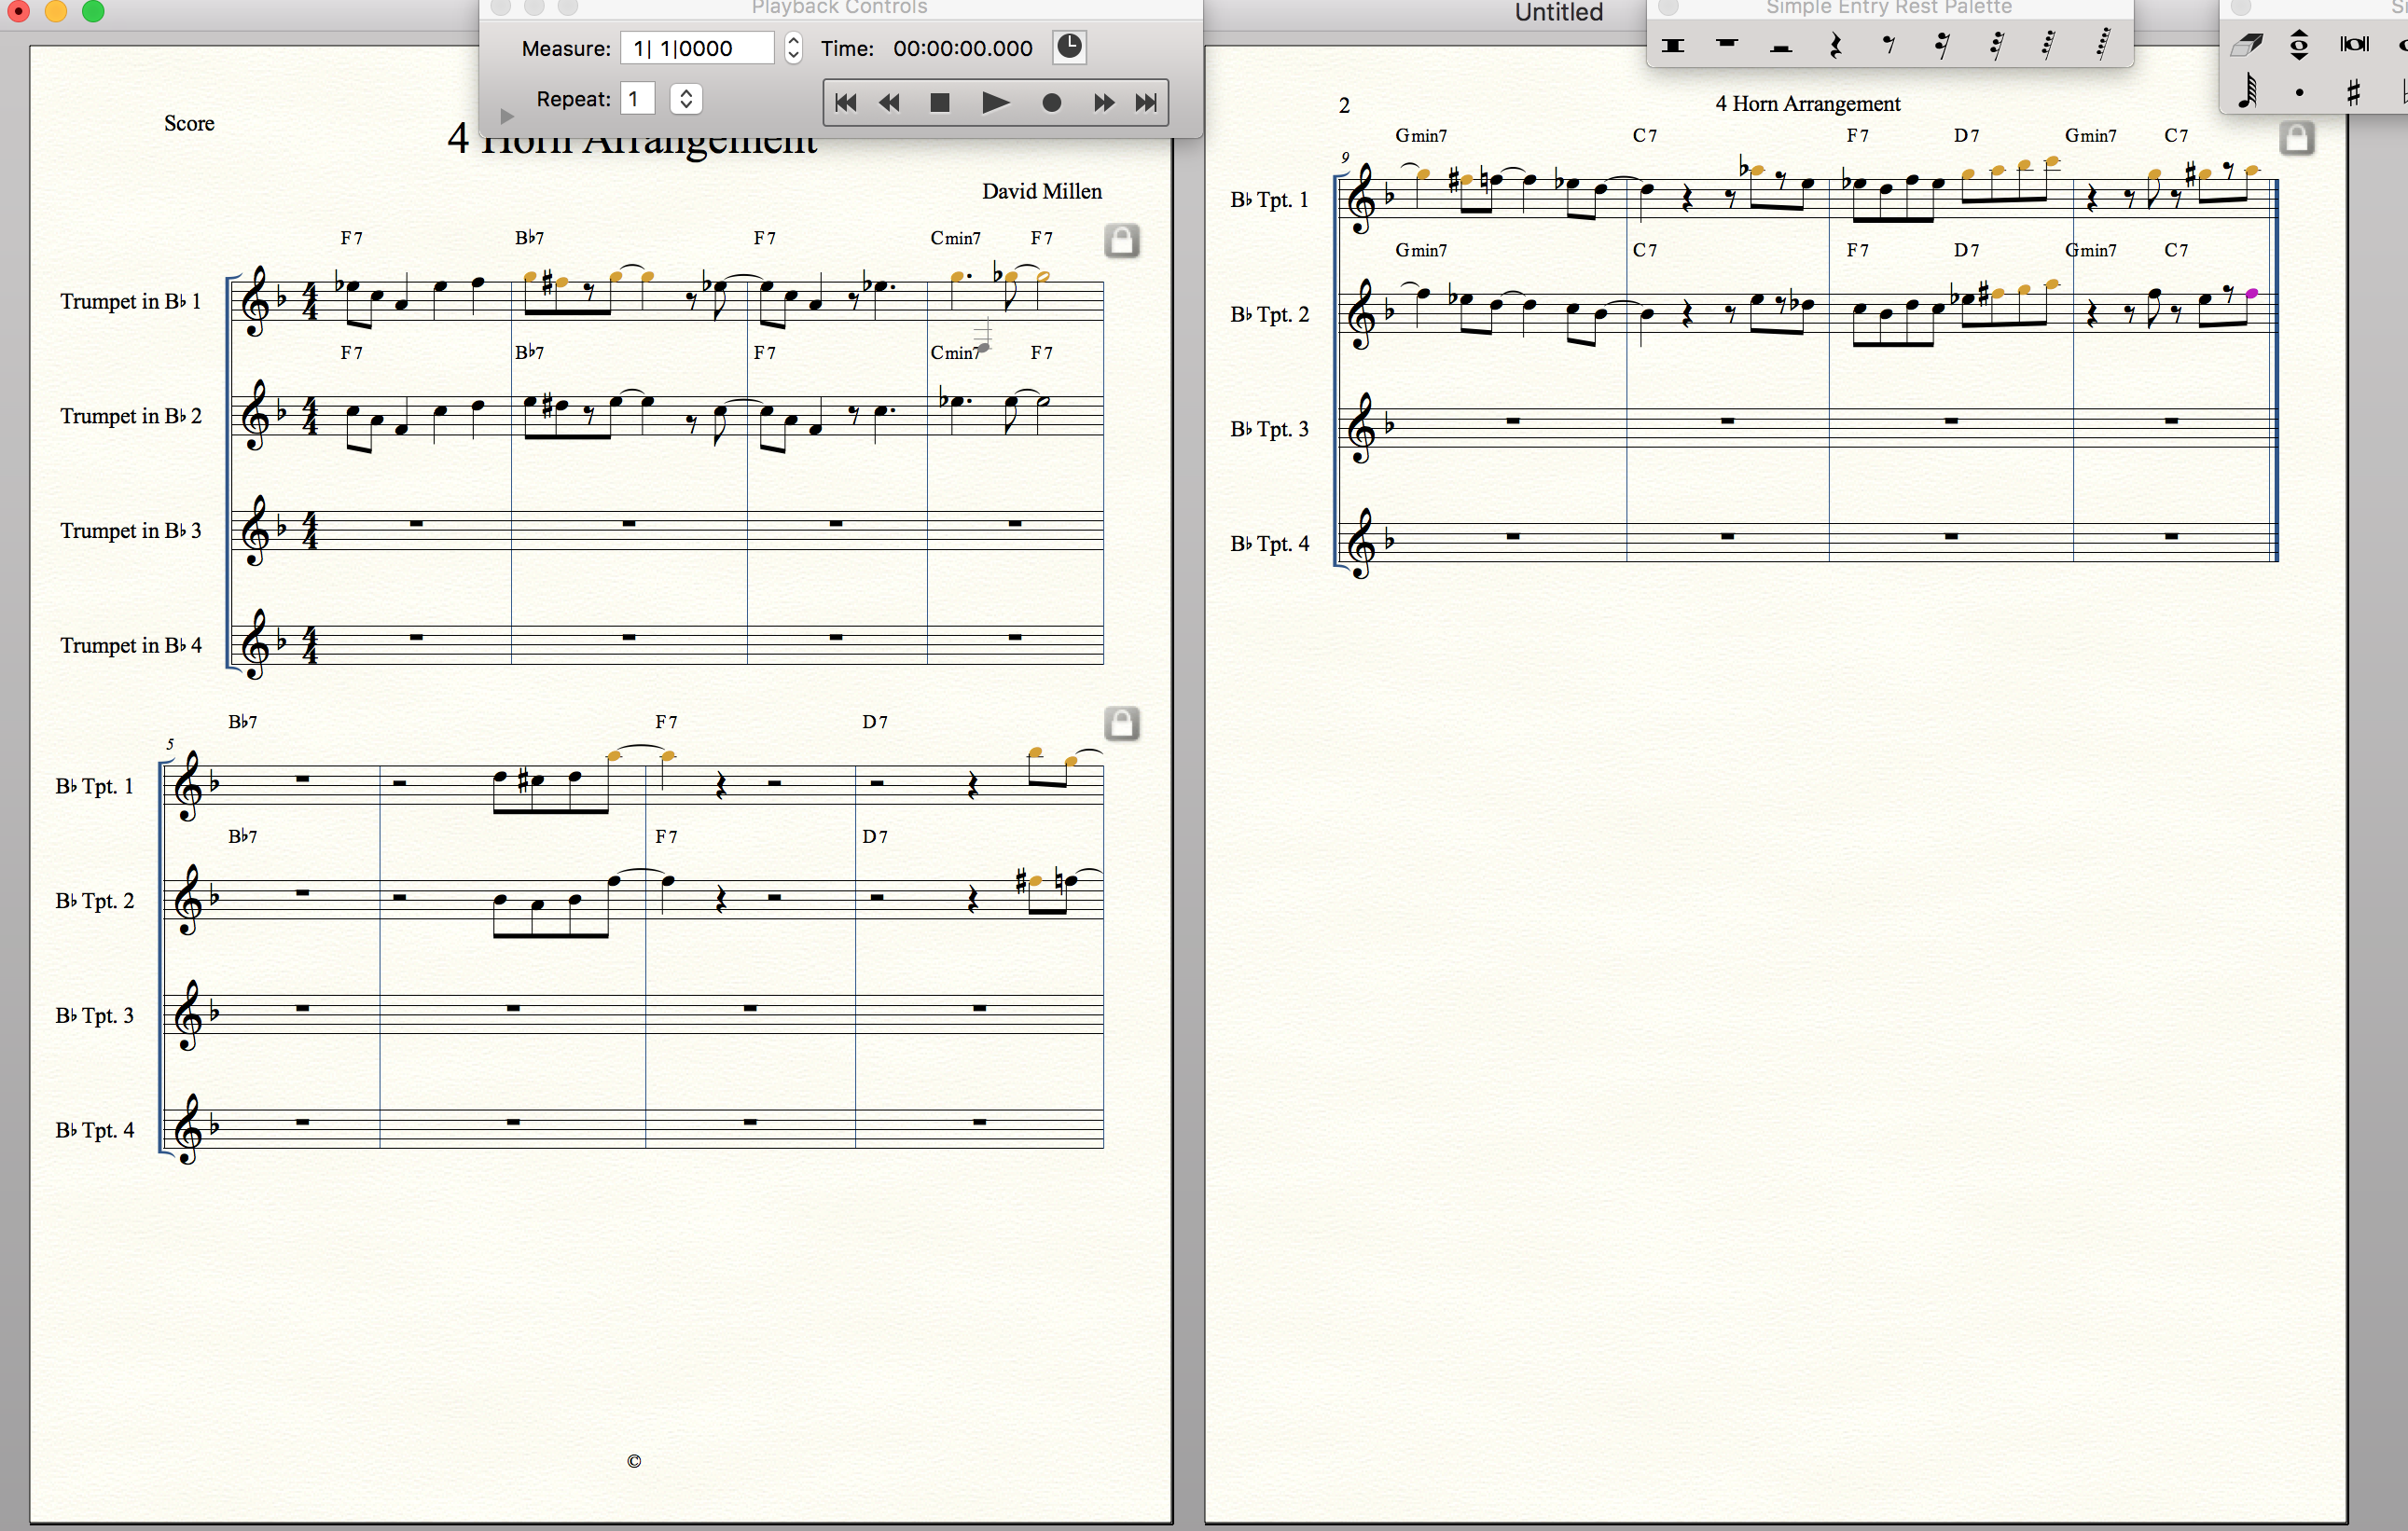 Playback Controls
Untitled
Simple Entry Rest Palette
Measure: 1| 1|0000 Time: 00:00:00.000
Repeat: 1
Score
4 Horn Arrangement
David Millen
F7 B♭7 F7 Cmin7 F7
Trumpet in B♭ 1
F7 B♭7 F7 Cmin7 F7
Trumpet in B♭ 2
Trumpet in B♭ 3
Trumpet in B♭ 4
B♭7 F7 D7
5
B♭ Tpt. 1
B♭7 F7 D7
B♭ Tpt. 2
B♭ Tpt. 3
B♭ Tpt. 4
©
2 4 Horn Arrangement
Gmin7 C7 F7 D7 Gmin7 C7
9
B♭ Tpt. 1
Gmin7 C7 F7 D7 Gmin7 C7
B♭ Tpt. 2
B♭ Tpt. 3
B♭ Tpt. 4